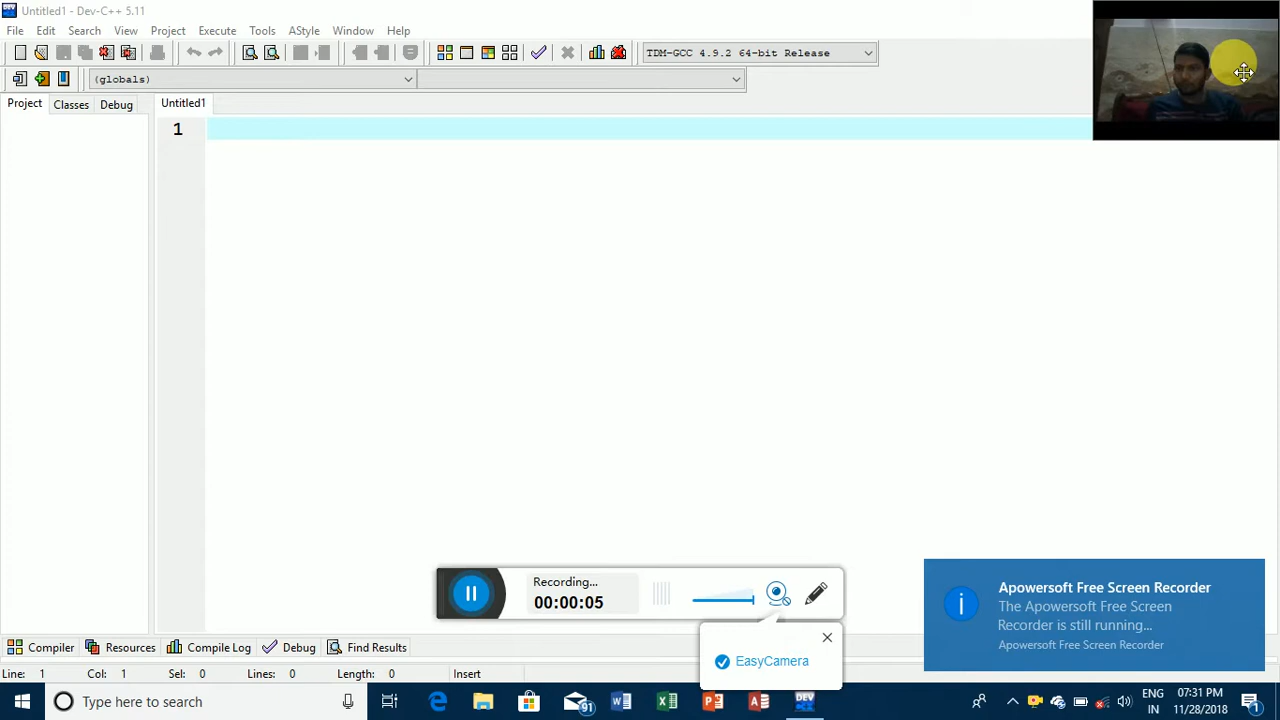 Untitled1 - Dev-C++ 5.11
File Edit Search View Project Execute Tools AStyle Window Help
TDM-GCC 4.9.2 64-bit Release
(globals)
Project Classes Debug Untitled1
1
Recording...
00:00:05
EasyCamera
Apowersoft Free Screen Recorder
The Apowersoft Free Screen
Recorder is still running...
Apowersoft Free Screen Recorder
Compiler Resources Compile Log Debug Find Results
Line: 1 Col: 1 Sel: 0 Lines: 0 Length: 0 Insert
Type here to search
91
ENG
IN
07:31 PM
11/28/2018
1